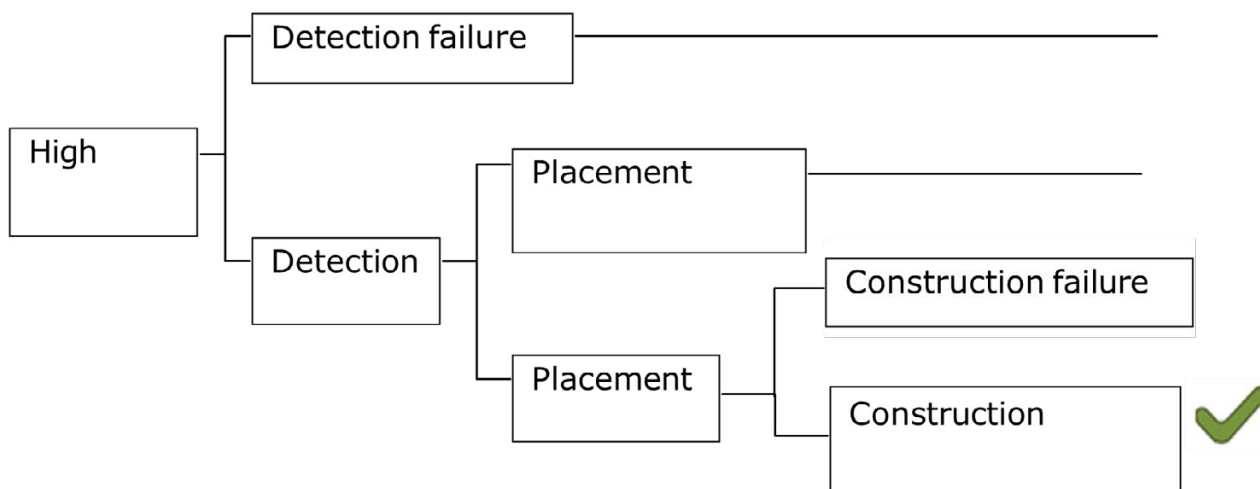 Detection failure
High
Placement
Detection
Construction failure
Placement
Construction